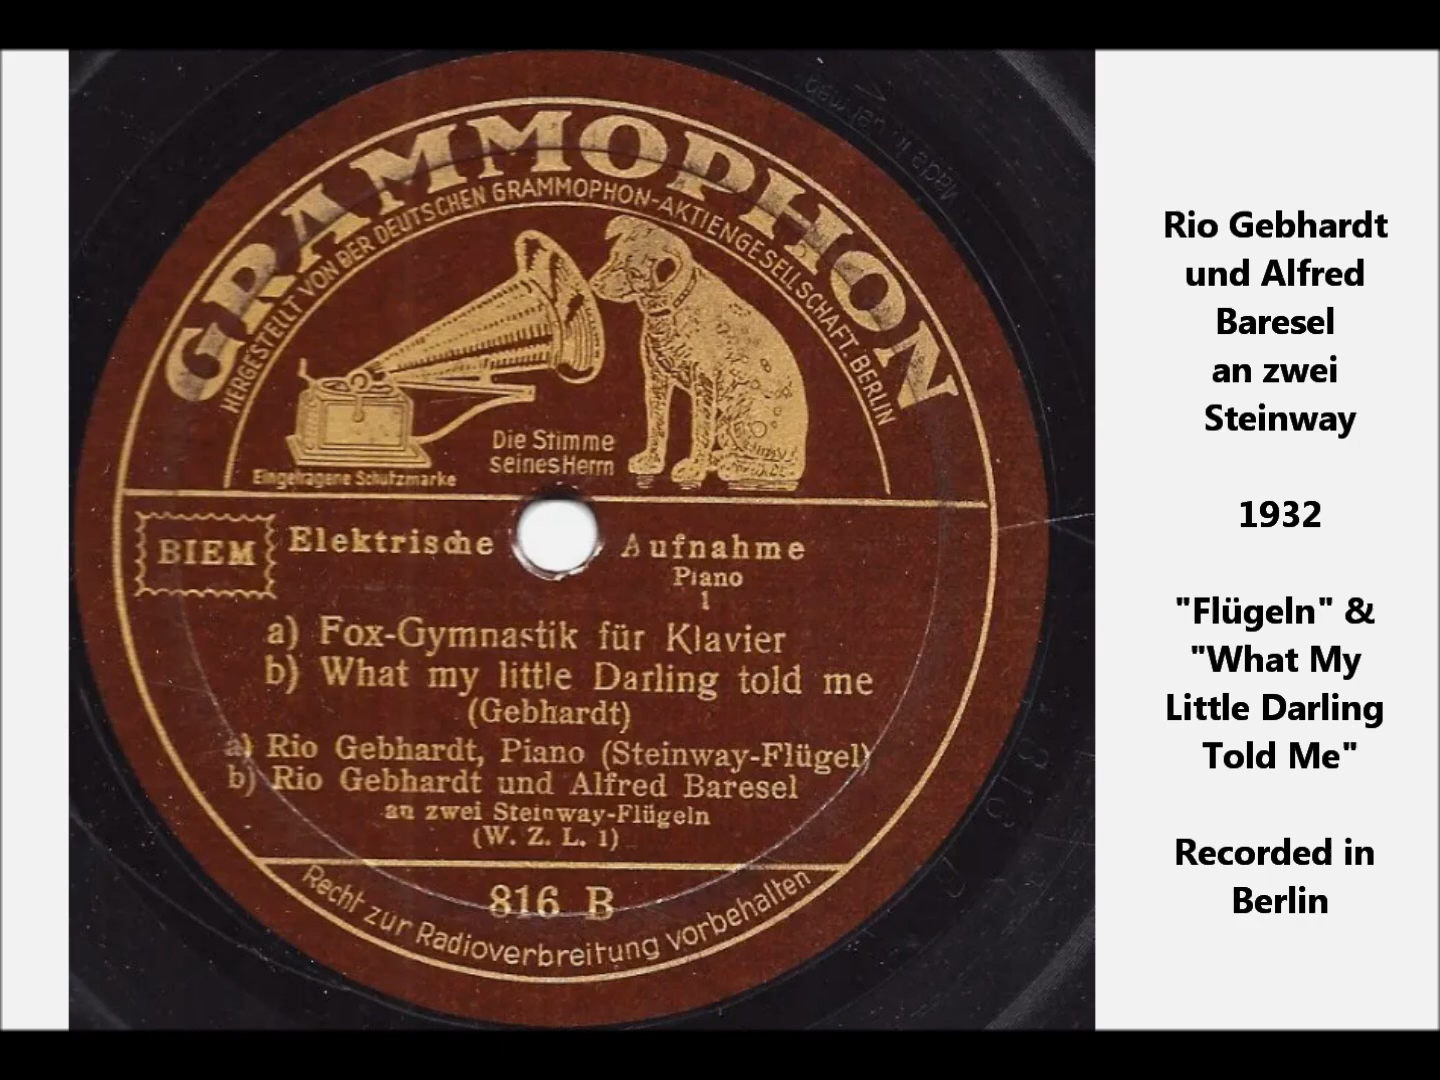 GRAMMOPHON
HERGESTELLT VON DER DEUTSCHEN GRAMMOPHON-AKTIENGESELLSCHAFT. BERLIN
Die Stimme
seines Herrn
Eingetragene Schutzmarke
BIEM
Elektrische Aufnahme
Piano
1
a) Fox-Gymnastik für Klavier
b) What my little Darling told me
(Gebhardt)
a) Rio Gebhardt, Piano (Steinway-Flügel)
b) Rio Gebhardt und Alfred Baresel
an zwei Steinway-Flügeln
(W. Z. L. 1)
816 B
Recht zur Radioverbreitung vorbehalten
Rio Gebhardt
und Alfred
Baresel
an zwei
Steinway
1932
"Flügeln" &
"What My
Little Darling
Told Me"
Recorded in
Berlin